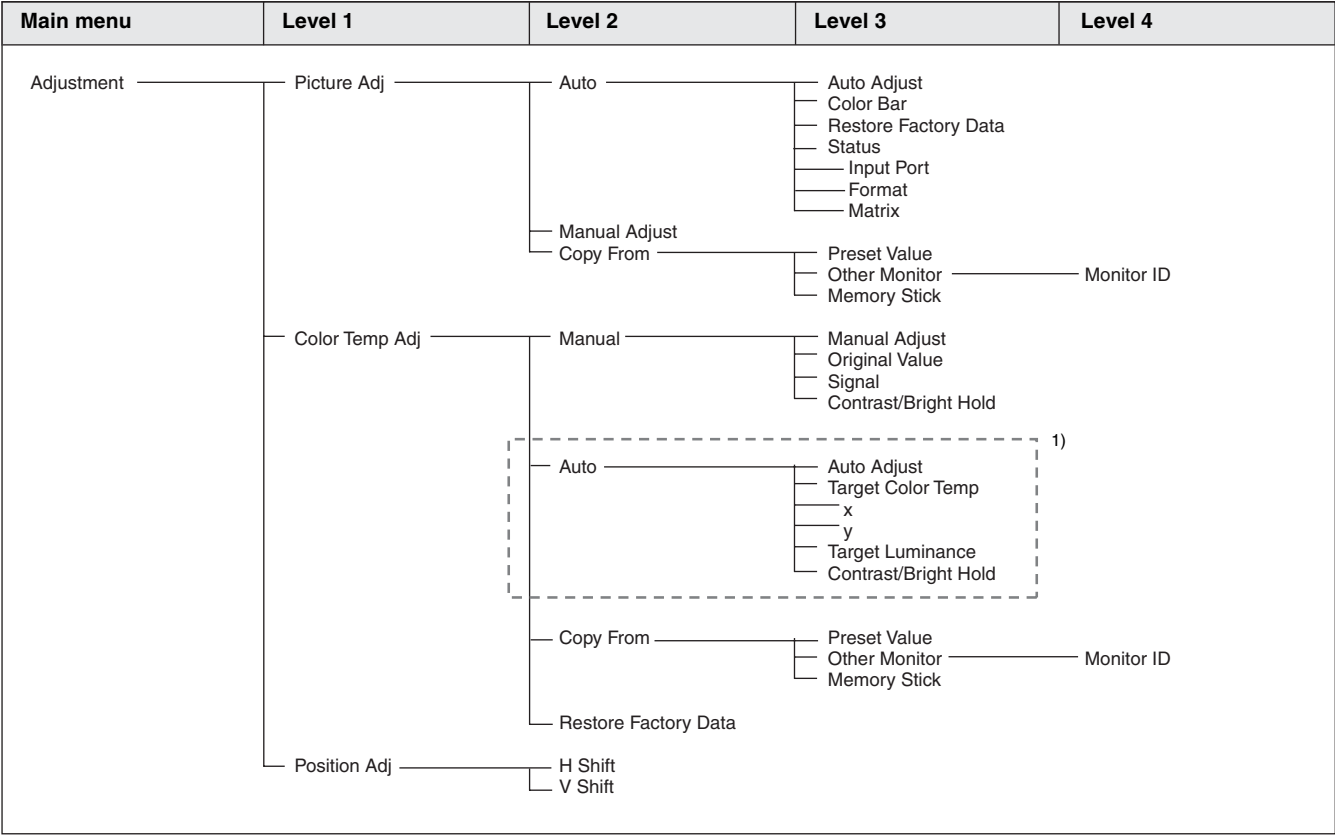 Main menu Level 1 Level 2 Level 3 Level 4
Adjustment Picture Adj Auto Auto Adjust
Color Bar
Restore Factory Data
Status
Input Port
Format
Matrix
Manual Adjust
Copy From Preset Value
Other Monitor Monitor ID
Memory Stick
Color Temp Adj Manual Manual Adjust
Original Value
Signal
Contrast/Bright Hold
1)
Auto Auto Adjust
Target Color Temp
x
y
Target Luminance
Contrast/Bright Hold
Copy From Preset Value
Other Monitor Monitor ID
Memory Stick
Restore Factory Data
Position Adj H Shift
V Shift